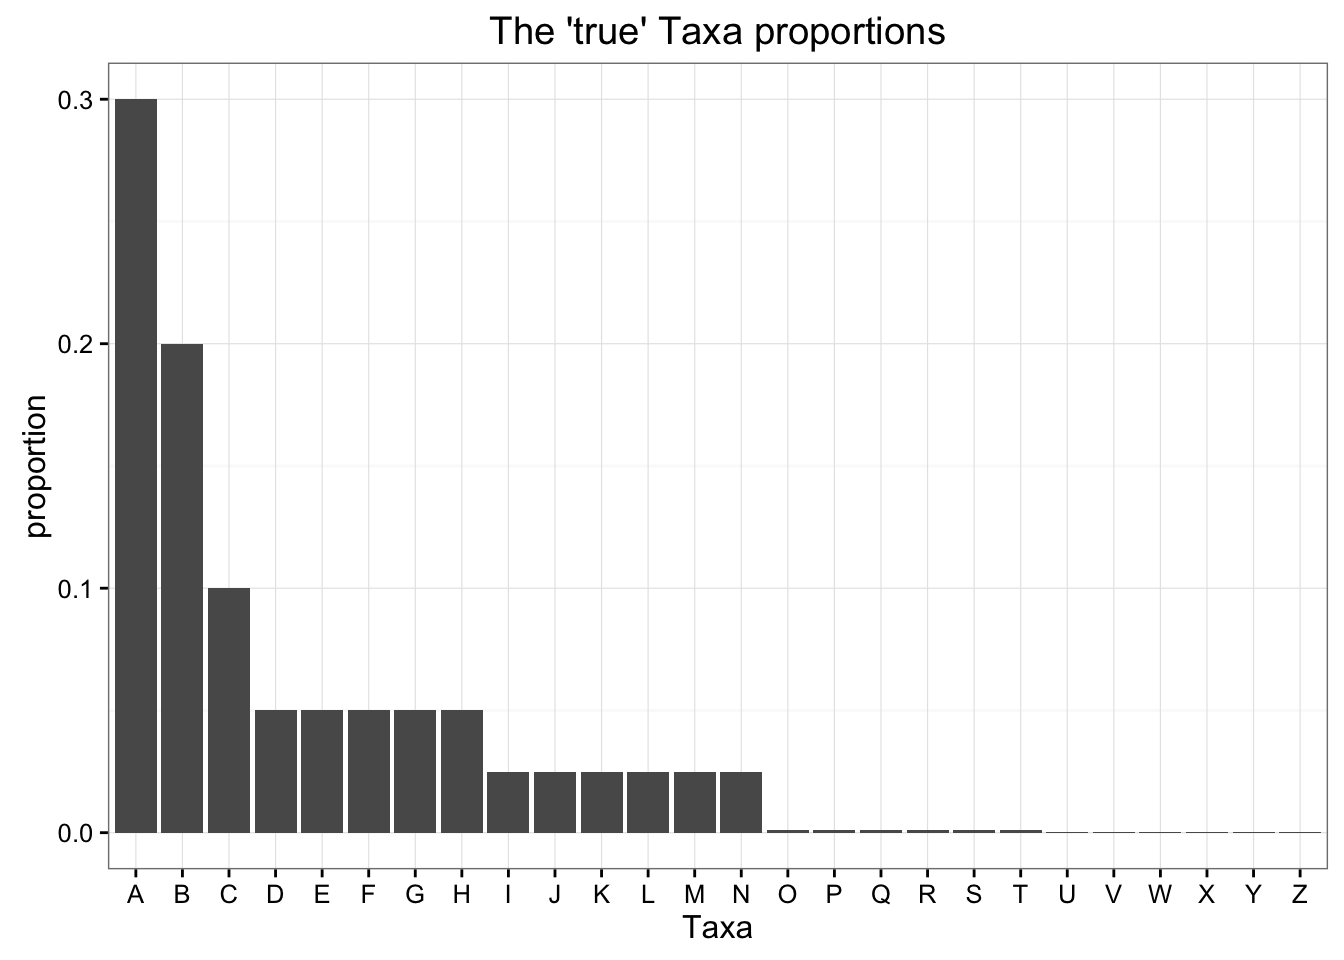 The 'true' Taxa proportions
proportion
0.3
0.2
0.1
0.0
A B C D E F G H I J K L M N O P Q R S T U V W X Y Z
Taxa